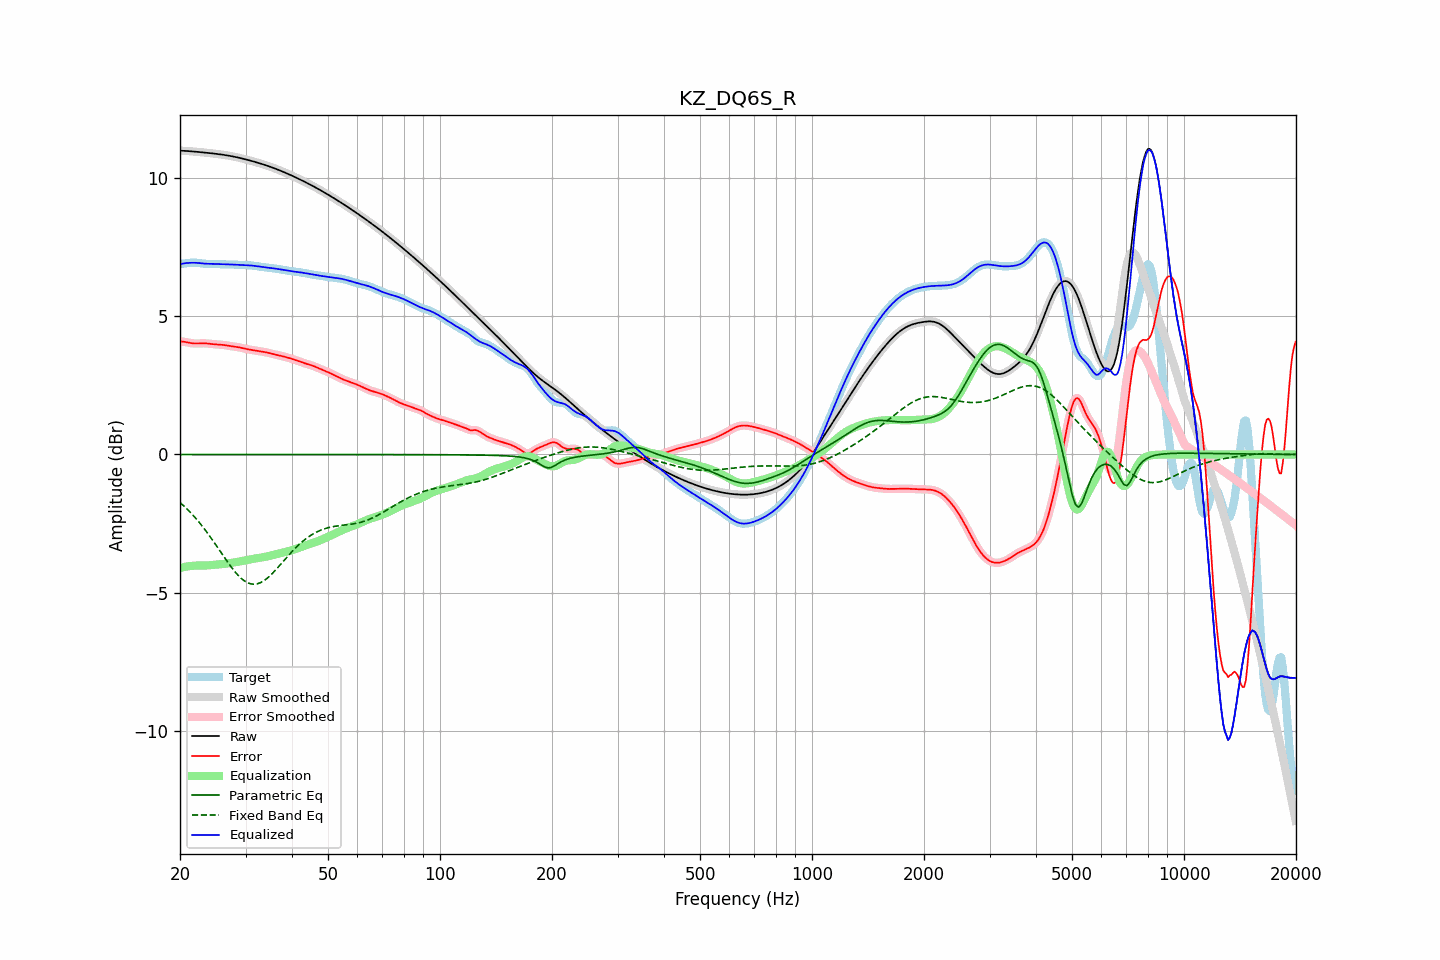 KZ_DQ6S_R
Amplitude (dBr)
10
5
0
−5
−10
Target
Raw Smoothed
Error Smoothed
Raw
Error
Equalization
Parametric Eq
Fixed Band Eq
Equalized
20 50 100 200 500 1000 2000 5000 10000 20000
Frequency (Hz)